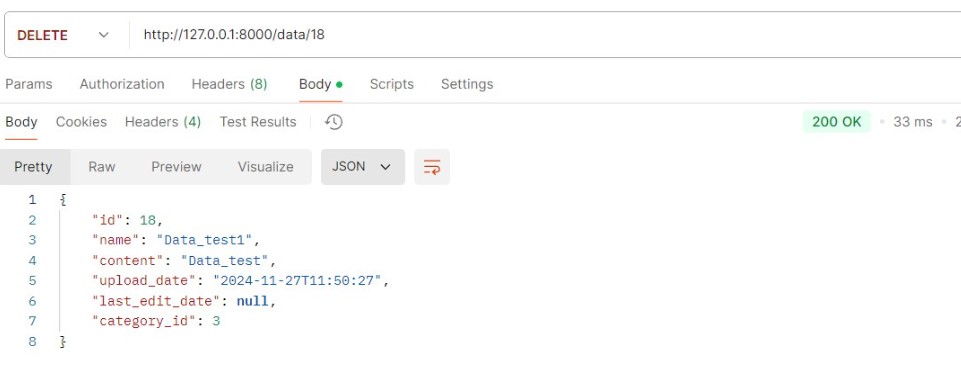 DELETE http://127.0.0.1:8000/data/18
Params Authorization Headers (8) Body Scripts Settings
Body Cookies Headers (4) Test Results 200 OK 33 ms 2
Pretty Raw Preview Visualize JSON
1 {
2 "id": 18,
3 "name": "Data_test1",
4 "content": "Data_test",
5 "upload_date": "2024-11-27T11:50:27",
6 "last_edit_date": null,
7 "category_id": 3
8 }